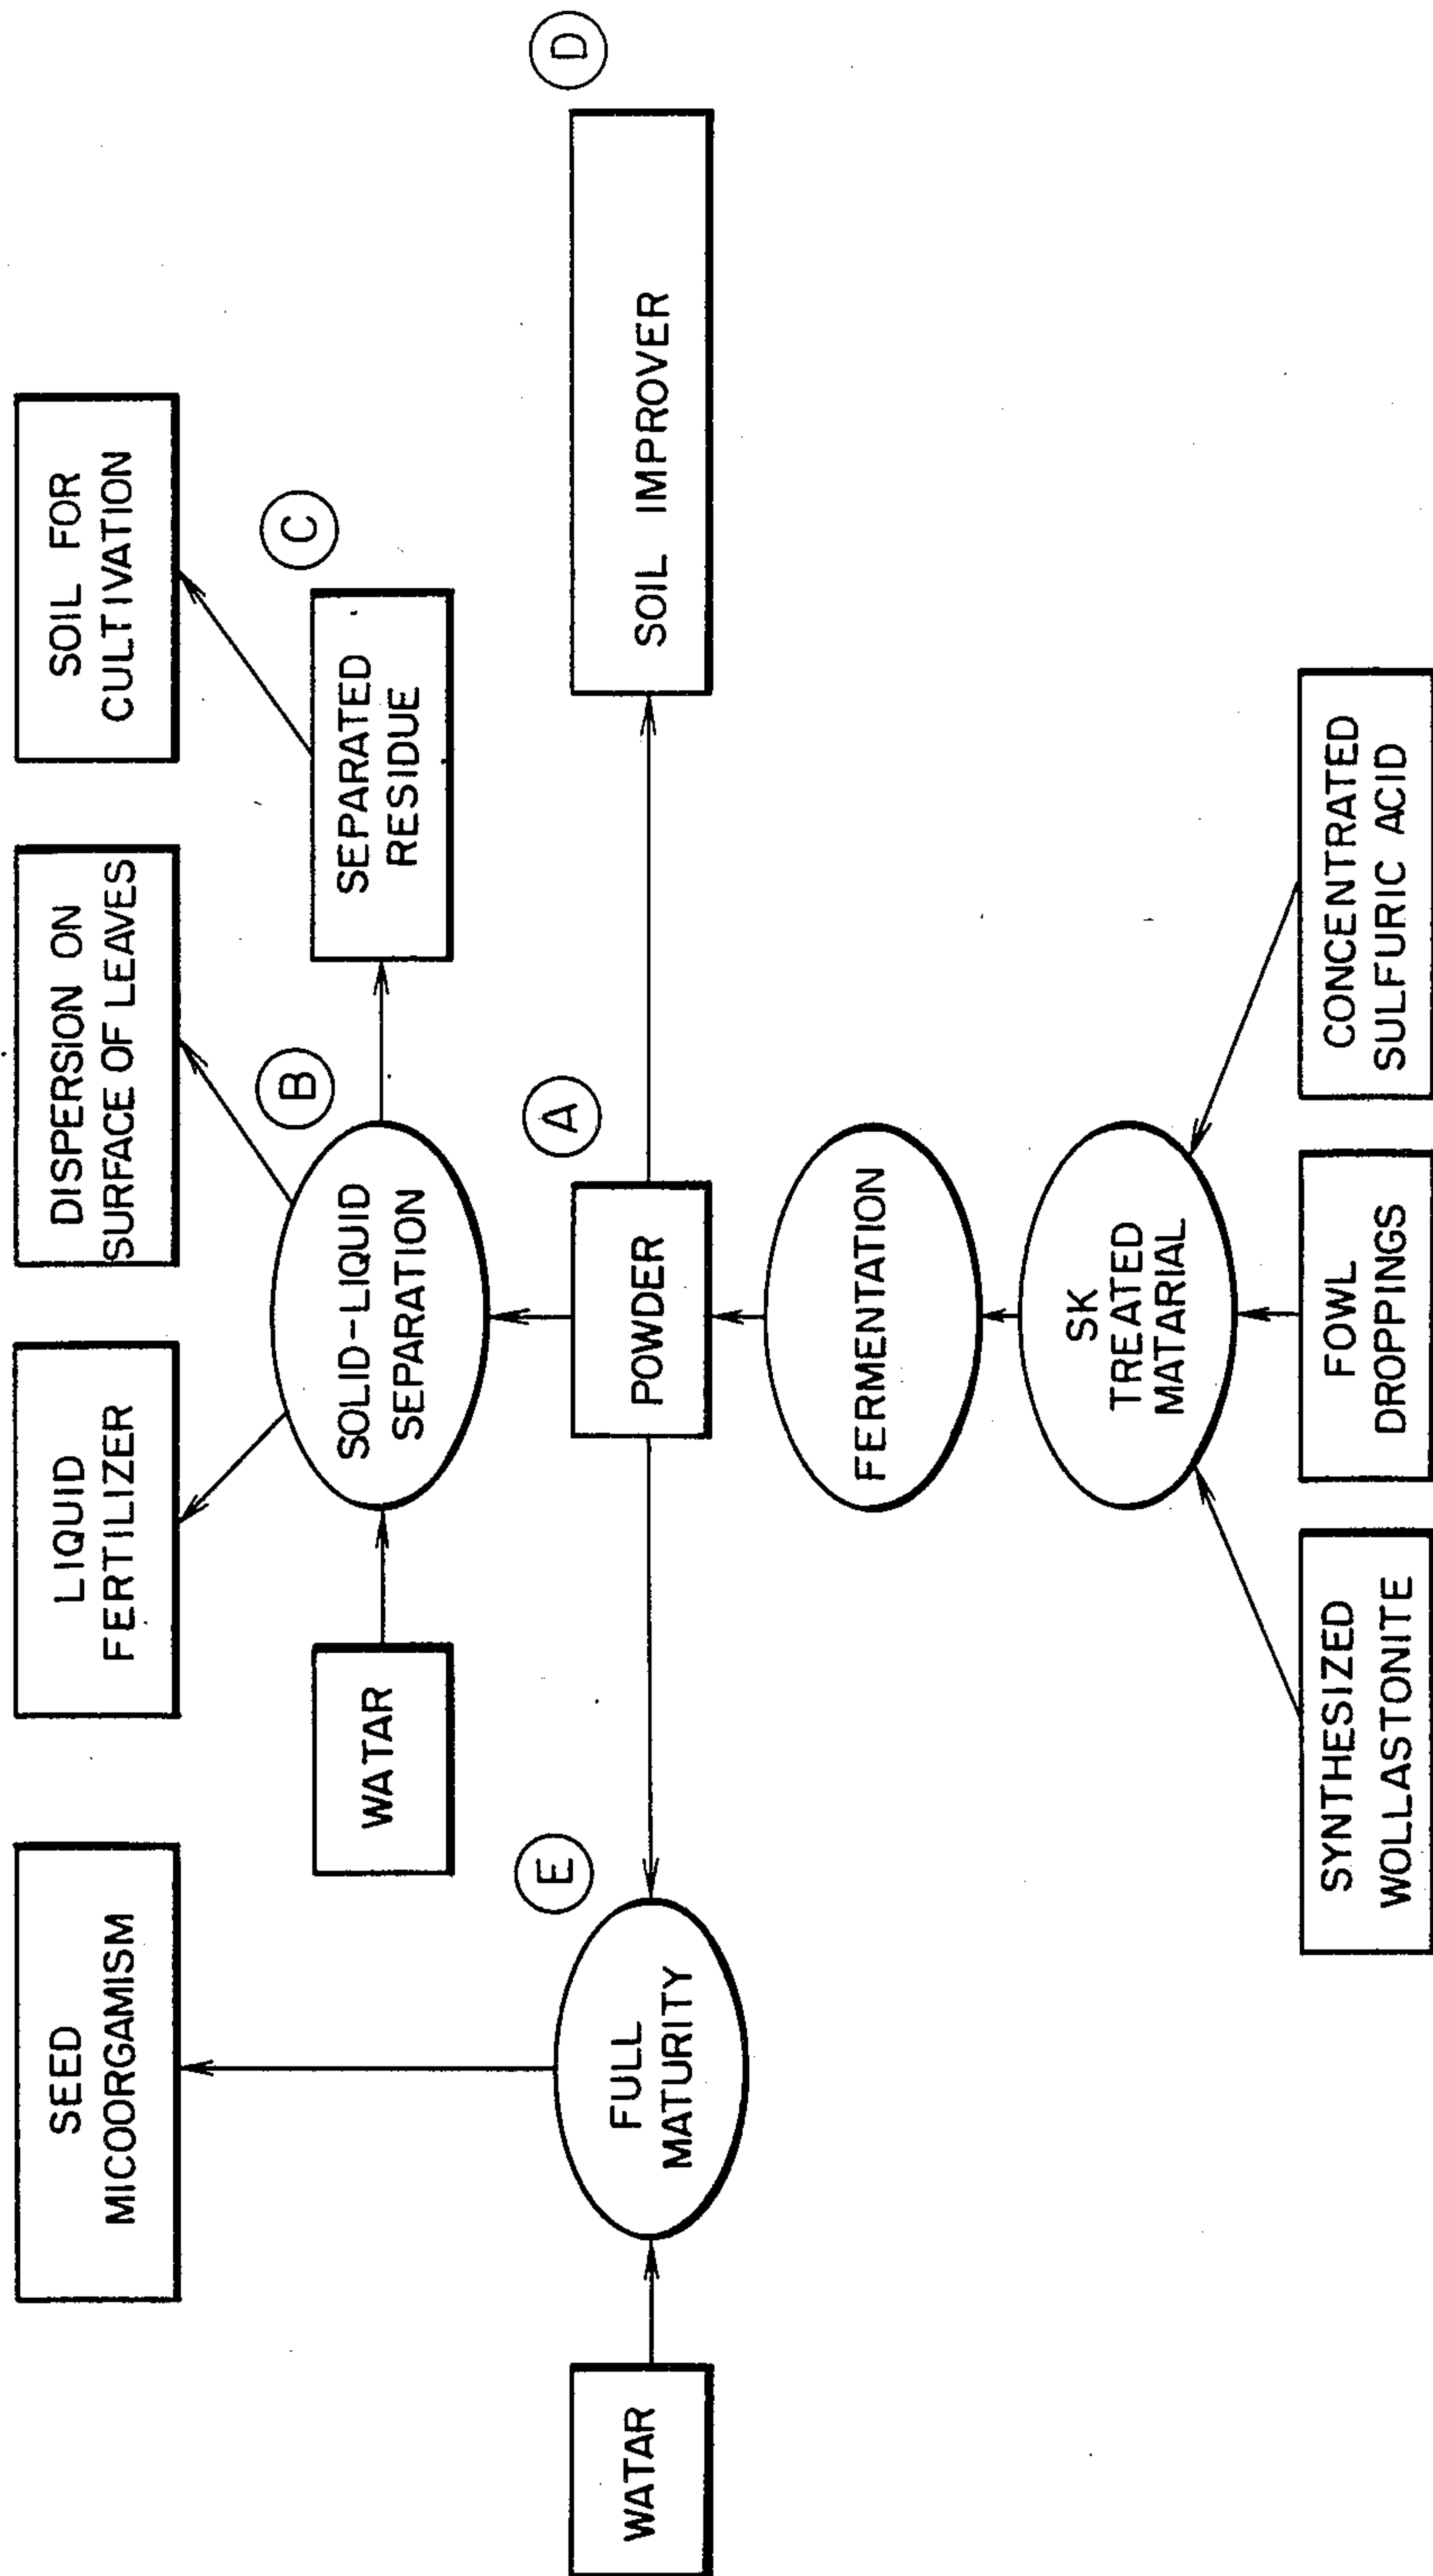 SEED
MICOORGAMISM
LIQUID
FERTILIZER
DISPERSION ON
SURFACE OF LEAVES
SOIL FOR
CULTIVATION
WATAR
SOLID-LIQUID
SEPARATION
B
SEPARATED
RESIDUE
C
WATAR
FULL
MATURITY
E
POWDER
A
SOIL IMPROVER
D
FERMENTATION
SK
TREATED
MATARIAL
SYNTHESIZED
WOLLASTONITE
FOWL
DROPPINGS
CONCENTRATED
SULFURIC ACID